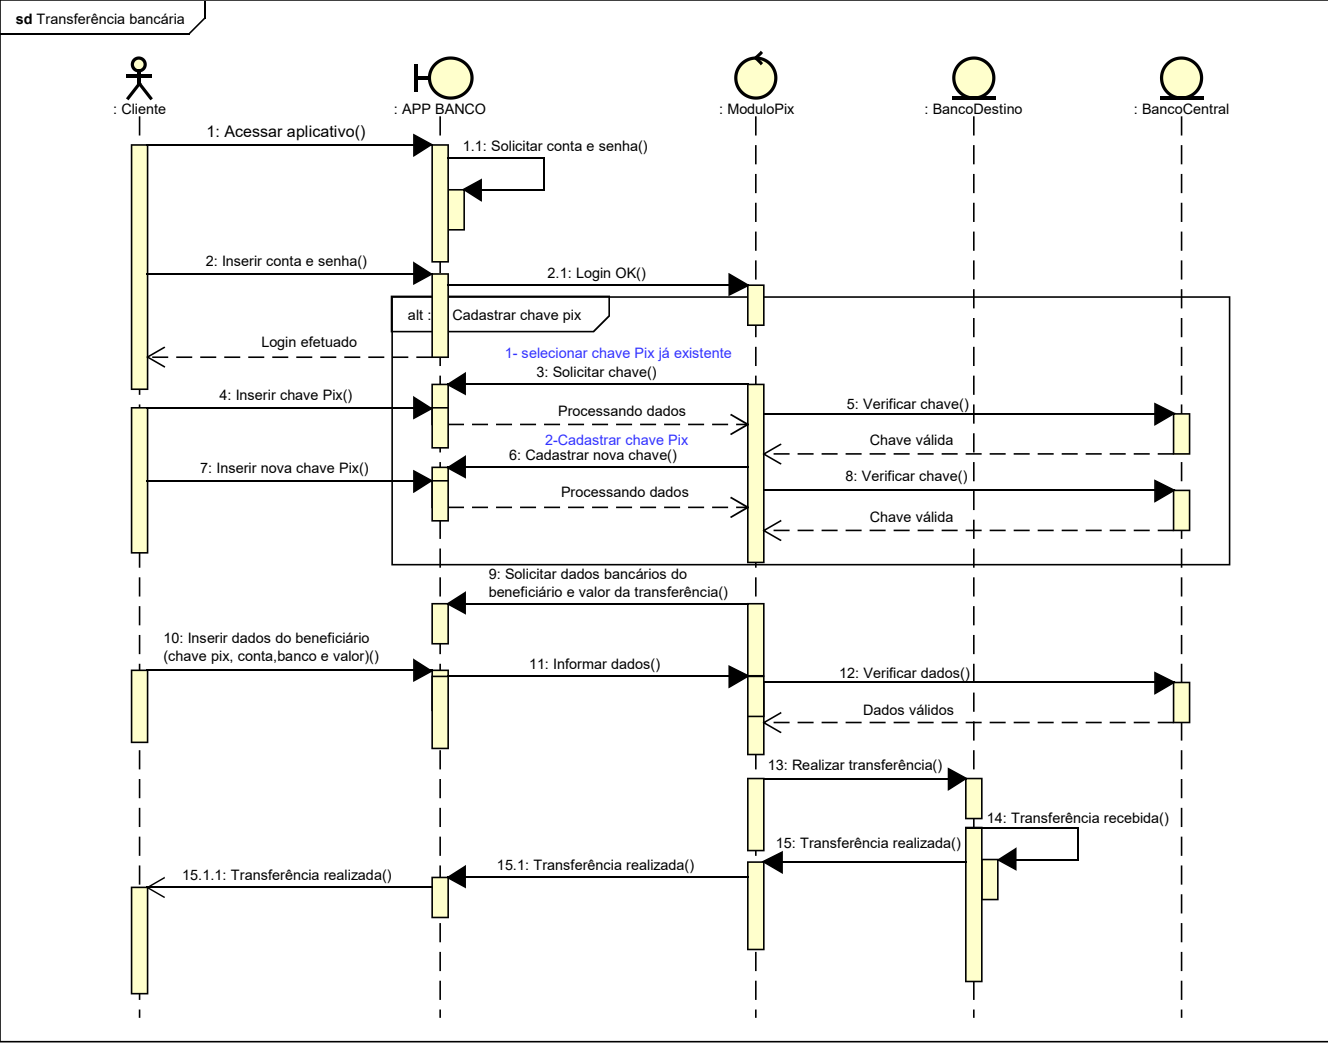 sd Transferência bancária
: Cliente
: APP BANCO
: ModuloPix
: BancoDestino
: BancoCentral
1: Acessar aplicativo()
1.1: Solicitar conta e senha()
2: Inserir conta e senha()
2.1: Login OK()
alt : Cadastrar chave pix
Login efetuado
1- selecionar chave Pix já existente
3: Solicitar chave()
4: Inserir chave Pix()
5: Verificar chave()
Processando dados
Chave válida
2-Cadastrar chave Pix
6: Cadastrar nova chave()
7: Inserir nova chave Pix()
8: Verificar chave()
Processando dados
Chave válida
9: Solicitar dados bancários do
beneficiário e valor da transferência()
10: Inserir dados do beneficiário
(chave pix, conta,banco e valor)()
11: Informar dados()
12: Verificar dados()
Dados válidos
13: Realizar transferência()
14: Transferência recebida()
15: Transferência realizada()
15.1: Transferência realizada()
15.1.1: Transferência realizada()